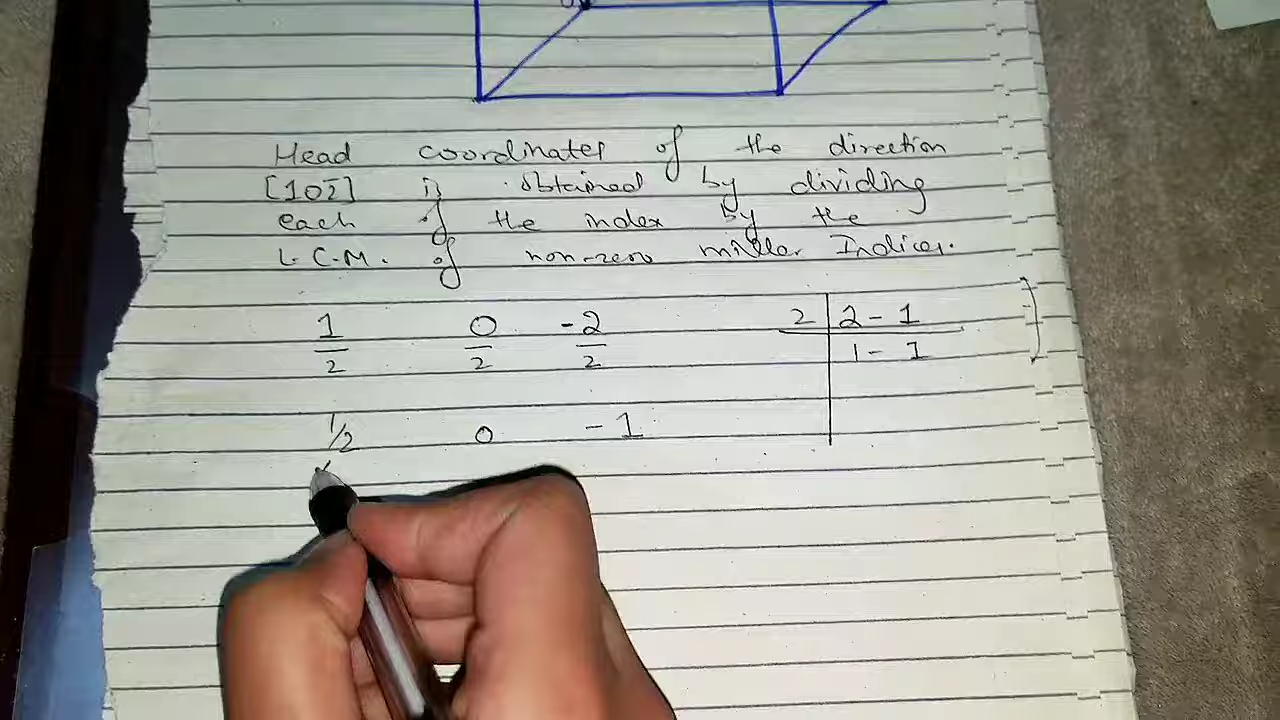 Head coordinates of the direction
[102̅] is obtained by dividing
each of the index by the
L.C.M. of non-zero miller Indices.
1/2 0/2 -2/2 2 | 2 - 1
1 - 1
1/2 0 -1